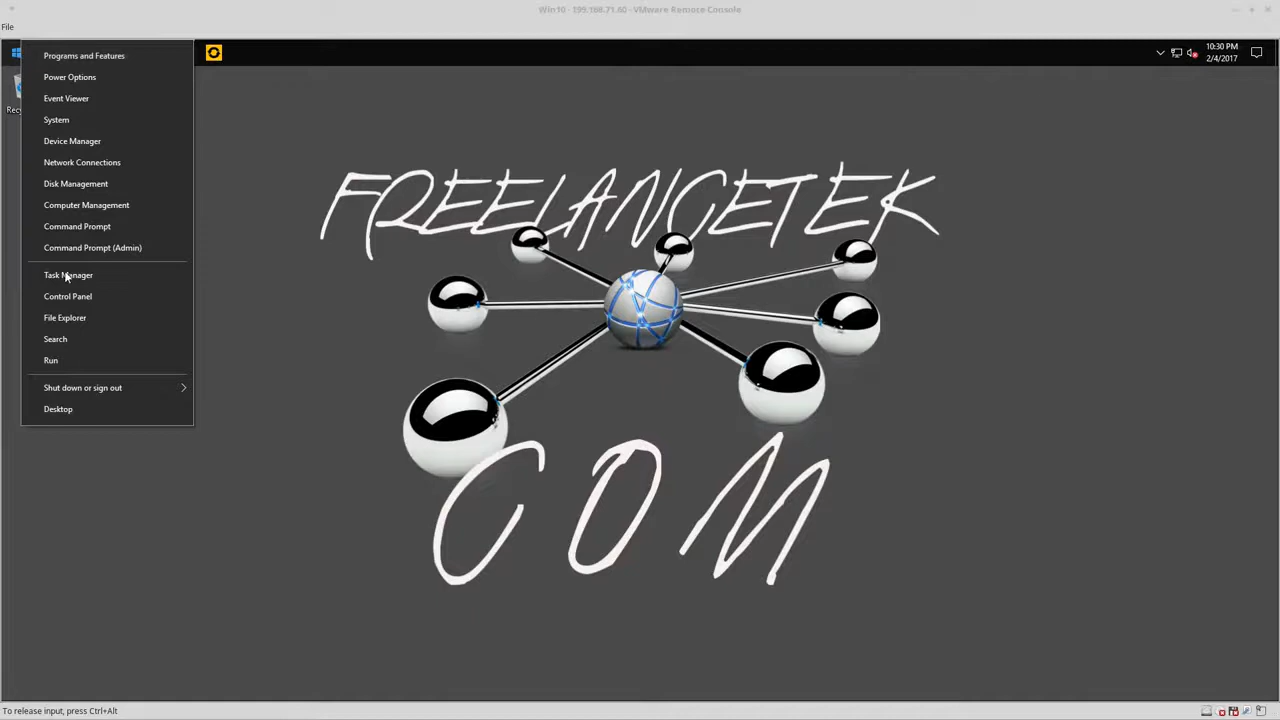 Win10 - 199.168.71.60 - VMware Remote Console
File
Programs and Features
Power Options
Event Viewer
System
Device Manager
Network Connections
Disk Management
Computer Management
Command Prompt
Command Prompt (Admin)
Task Manager
Control Panel
File Explorer
Search
Run
Shut down or sign out
Desktop
Recy
10:30 PM
2/4/2017
FREELANCETEK
COM
To release input, press Ctrl+Alt